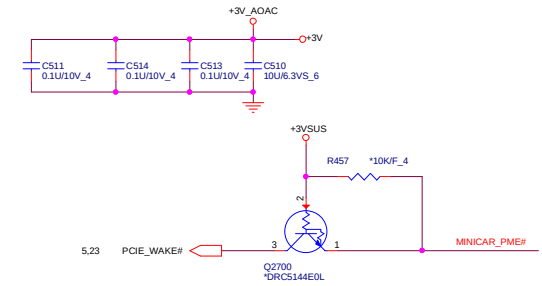 +3V_AOAC
+3V
C511
0.1U/10V_4
C514
0.1U/10V_4
C513
0.1U/10V_4
C510
10U/6.3VS_6
+3VSUS
R457 *10K/F_4
2
5,23 PCIE_WAKE# 3 1 MINICAR_PME#
Q2700
*DRC5144E0L